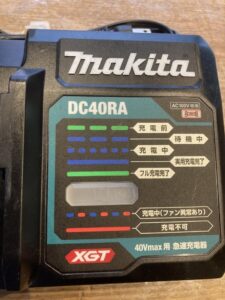 makita
DC40RA
AC100V専用
充電前
待機中
充電中
実用充電完了
フル充電完了
充電中(ファン異常あり)
充電不可
XGT
40Vmax用 急速充電器